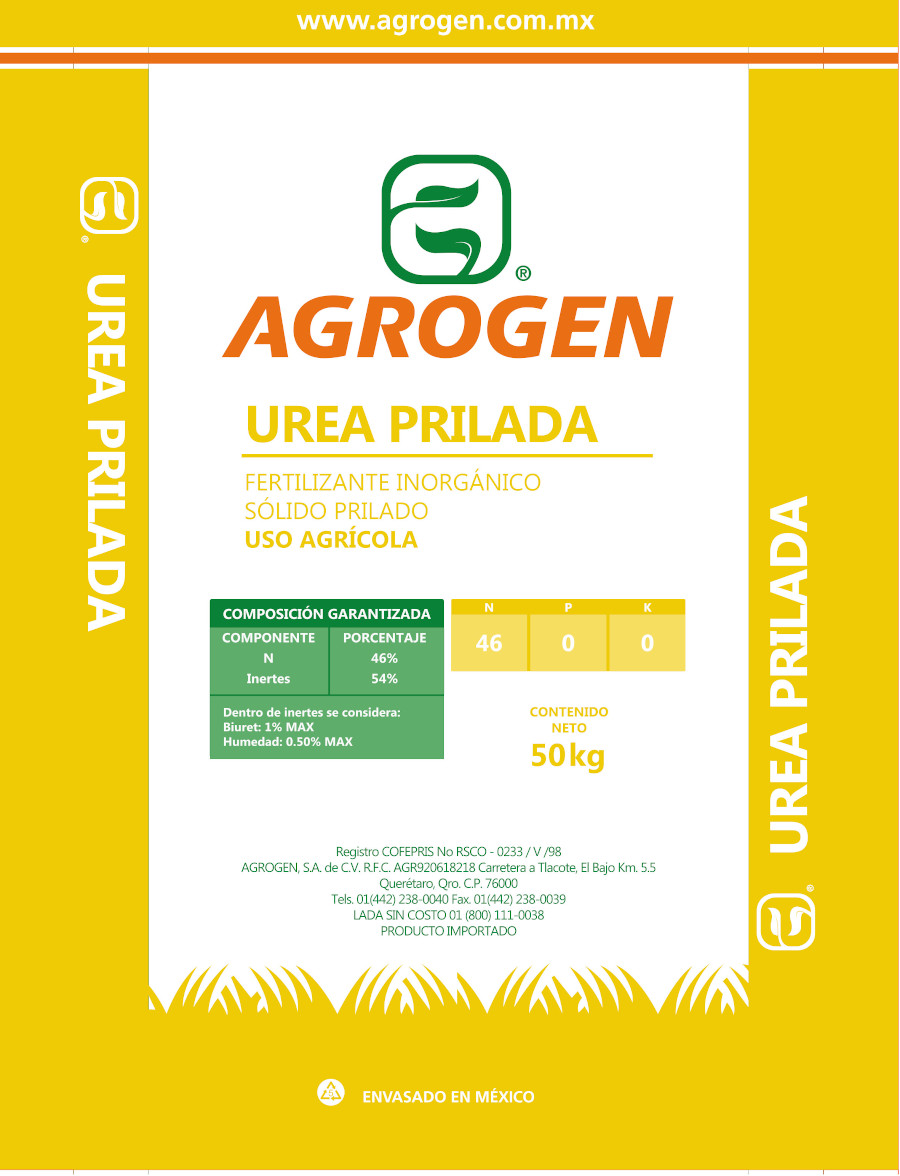 www.agrogen.com.mx
UREA PRILADA
®
®
AGROGEN
UREA PRILADA
FERTILIZANTE INORGÁNICO
SÓLIDO PRILADO
USO AGRÍCOLA
COMPOSICIÓN GARANTIZADA
COMPONENTE PORCENTAJE
N 46%
Inertes 54%
Dentro de inertes se considera:
Biuret: 1% MAX
Humedad: 0.50% MAX
N P K
46 0 0
CONTENIDO
NETO
50kg
UREA PRILADA
®
Registro COFEPRIS No RSCO - 0233 / V /98
AGROGEN, S.A. de C.V. R.F.C. AGR920618218 Carretera a Tlacote, El Bajo Km. 5.5
Querétaro, Qro. C.P. 76000
Tels. 01(442) 238-0040 Fax. 01(442) 238-0039
LADA SIN COSTO 01 (800) 111-0038
PRODUCTO IMPORTADO
ENVASADO EN MÉXICO